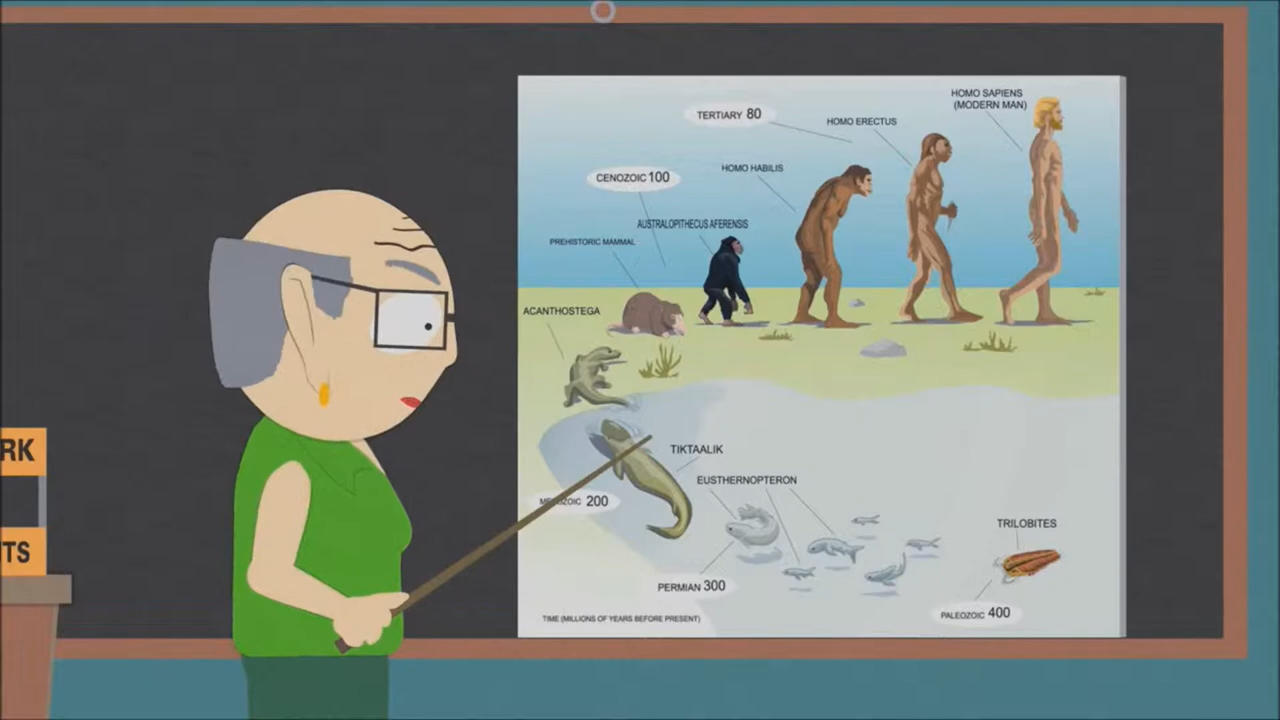 HOMO SAPIENS
(MODERN MAN)
TERTIARY 80
HOMO ERECTUS
HOMO HABILIS
CENOZOIC 100
AUSTRALOPITHECUS AFERENSIS
PREHISTORIC MAMMAL
ACANTHOSTEGA
TIKTAALIK
EUSTHERNOPTERON
200
TRILOBITES
PERMIAN 300
PALEOZOIC 400
TIME (MILLIONS OF YEARS BEFORE PRESENT)
RK
ITS